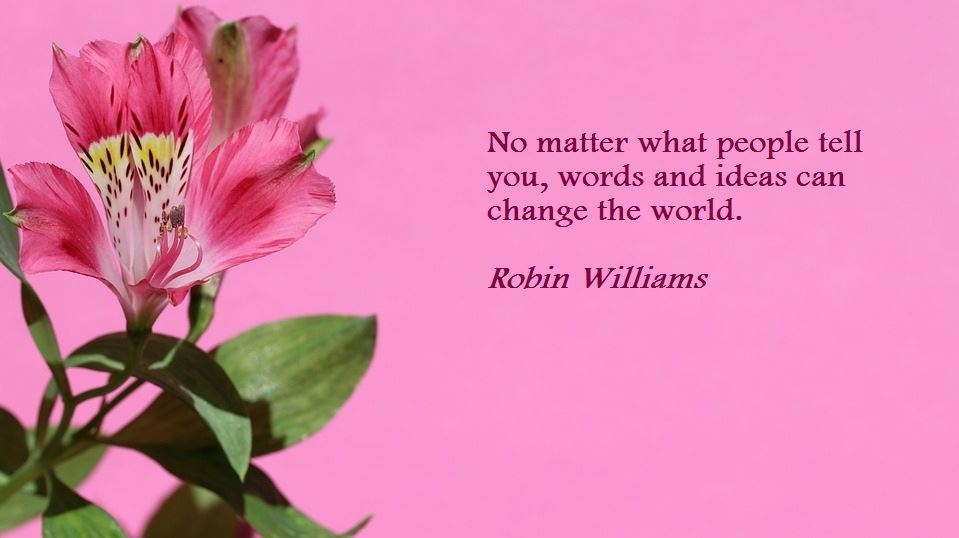 No matter what people tell
you, words and ideas can
change the world.
Robin Williams